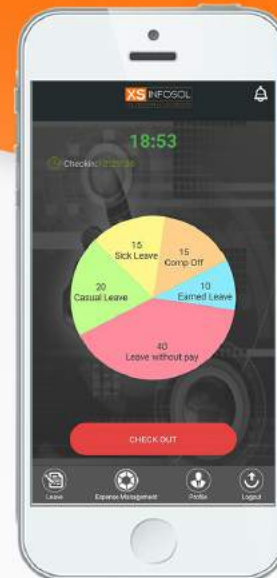 XS INFOSOL
18:53
Checkin:
15
Sick Leave
15
Comp Off
20
Casual Leave
10
Earned Leave
40
Leave without pay
CHECK OUT
Leave
Expense Management
Profile
Logout